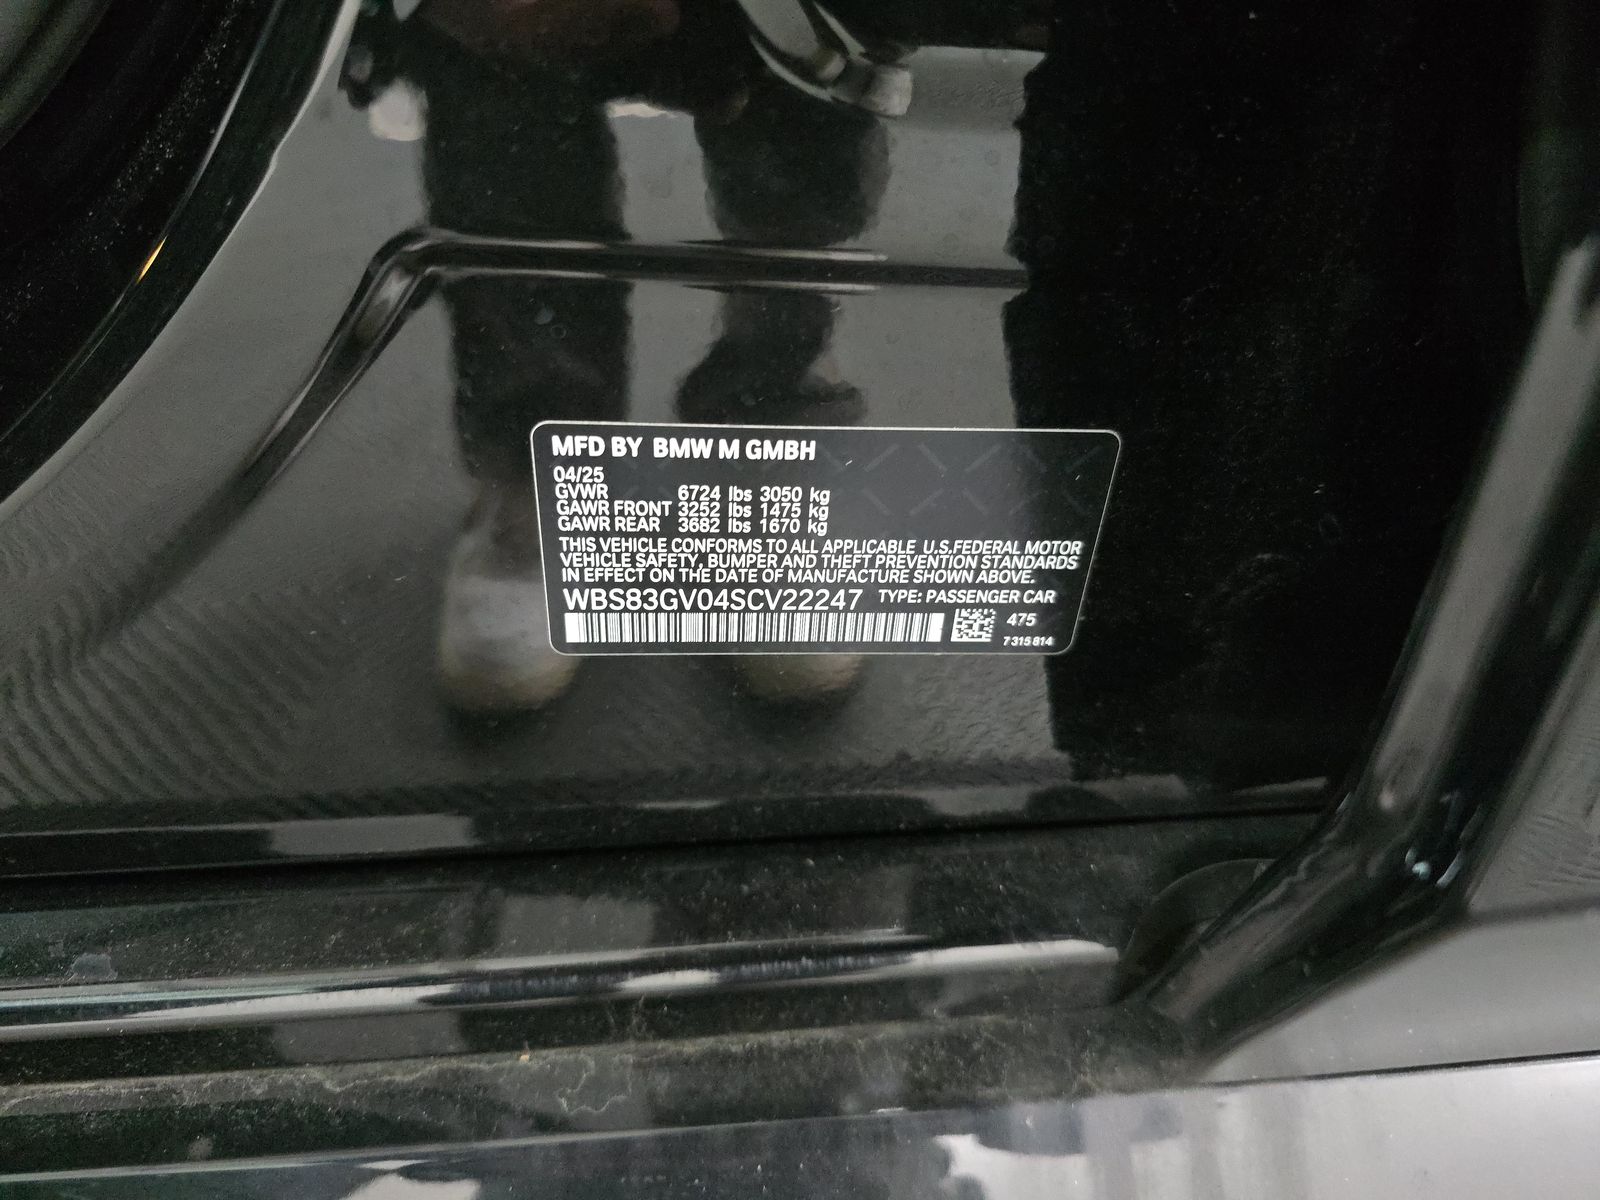 MFD BY BMW M GMBH
04/25
GVWR 6724 lbs 3050 kg
GAWR FRONT 3252 lbs 1475 kg
GAWR REAR 3682 lbs 1670 kg
THIS VEHICLE CONFORMS TO ALL APPLICABLE U.S.FEDERAL MOTOR
VEHICLE SAFETY, BUMPER AND THEFT PREVENTION STANDARDS
IN EFFECT ON THE DATE OF MANUFACTURE SHOWN ABOVE.
WBS83GV04SCV22247 TYPE: PASSENGER CAR
475
7 315 814